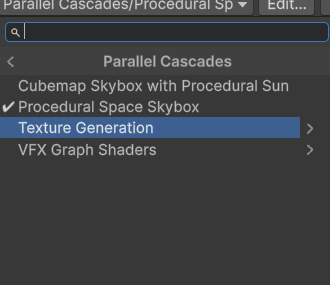 Parallel Cascades/Procedural Sp
Edit...
Parallel Cascades
Cubemap Skybox with Procedural Sun
Procedural Space Skybox
Texture Generation
VFX Graph Shaders